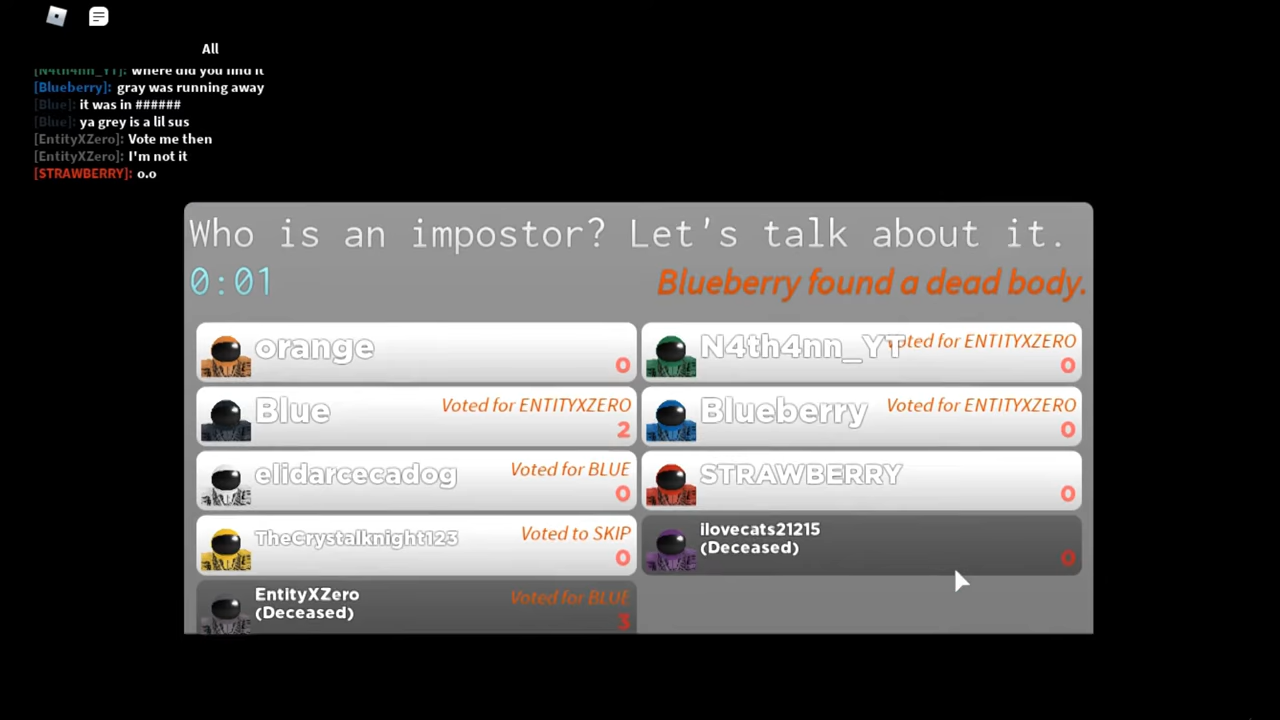 All
[N4th4nn_YT]: where did you find it
[Blueberry]: gray was running away
[Blue]: it was in ######
[Blue]: ya grey is a lil sus
[EntityXZero]: Vote me then
[EntityXZero]: I'm not it
[STRAWBERRY]: o.o
Who is an impostor? Let's talk about it.
0:01 Blueberry found a dead body.
orange
0
N4th4nn_YT Voted for ENTITYXZERO
0
Blue Voted for ENTITYXZERO
2
Blueberry Voted for ENTITYXZERO
0
elidarcecadog Voted for BLUE
0
STRAWBERRY
0
TheCrystalknight123 Voted to SKIP
0
ilovecats21215
(Deceased)
0
EntityXZero Voted for BLUE
(Deceased)
3